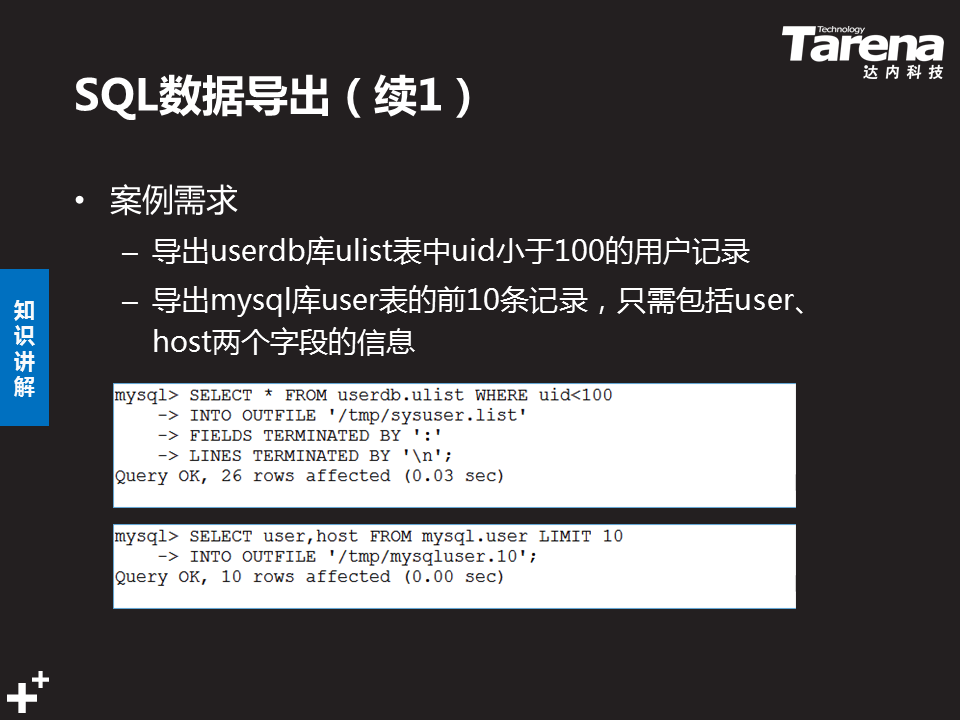 Technology
Tarena
达内科技
SQL数据导出（续1）
• 案例需求
– 导出userdb库ulist表中uid小于100的用户记录
– 导出mysql库user表的前10条记录，只需包括user、
host两个字段的信息
知
识
讲
解
mysql> SELECT * FROM userdb.ulist WHERE uid<100
    -> INTO OUTFILE '/tmp/sysuser.list'
    -> FIELDS TERMINATED BY ':'
    -> LINES TERMINATED BY '\n';
Query OK, 26 rows affected (0.03 sec)
mysql> SELECT user,host FROM mysql.user LIMIT 10
    -> INTO OUTFILE '/tmp/mysqluser.10';
Query OK, 10 rows affected (0.00 sec)